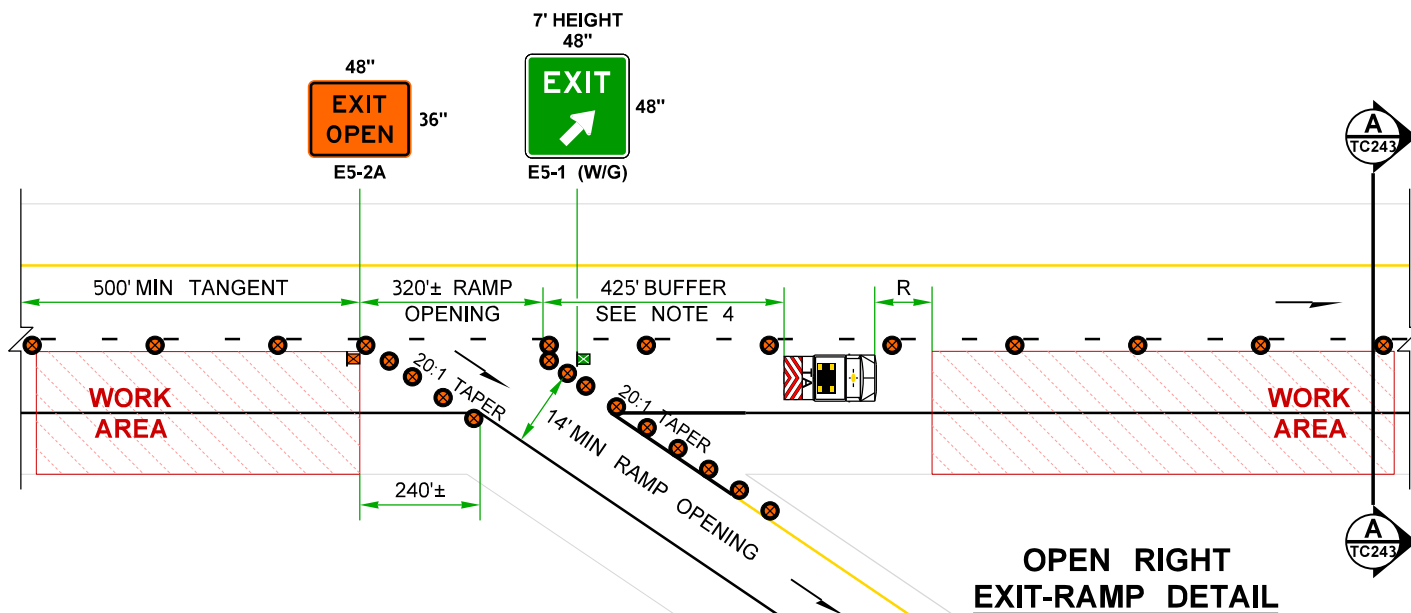 7' HEIGHT
48"
48"
EXIT
48"
EXIT
OPEN
36"
E5-2A
E5-1 (W/G)
A
TC243
500' MIN TANGENT
320'± RAMP
OPENING
425' BUFFER
SEE NOTE 4
R
20:1 TAPER
20:1 TAPER
TA
WORK
AREA
WORK
AREA
14' MIN RAMP OPENING
240'±
A
TC243
OPEN RIGHT
EXIT-RAMP DETAIL